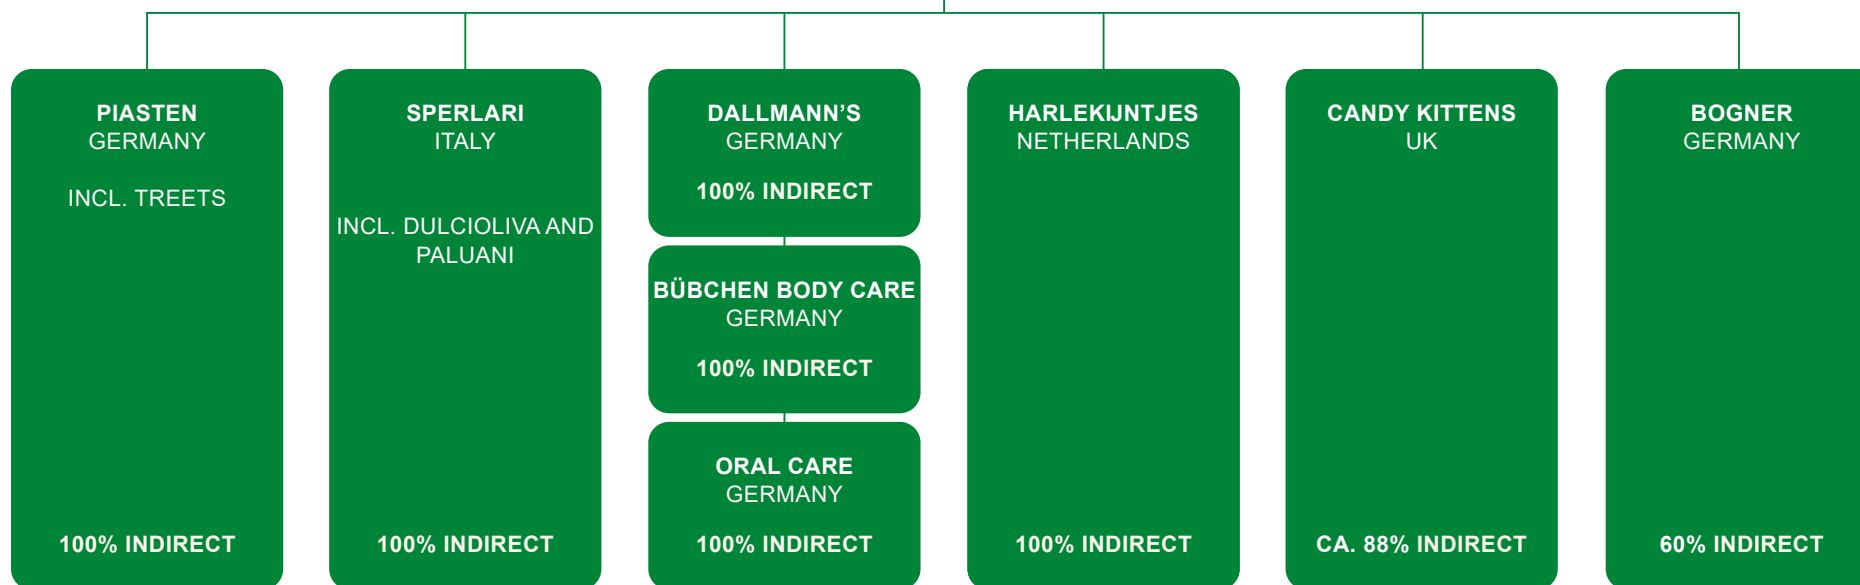 PIASTEN
GERMANY
INCL. TREETS
100% INDIRECT
SPERLARI
ITALY
INCL. DULCIOLIVA AND
PALUANI
100% INDIRECT
DALLMANN’S
GERMANY
100% INDIRECT
BÜBCHEN BODY CARE
GERMANY
100% INDIRECT
ORAL CARE
GERMANY
100% INDIRECT
HARLEKIJNTJES
NETHERLANDS
100% INDIRECT
CANDY KITTENS
UK
CA. 88% INDIRECT
BOGNER
GERMANY
60% INDIRECT